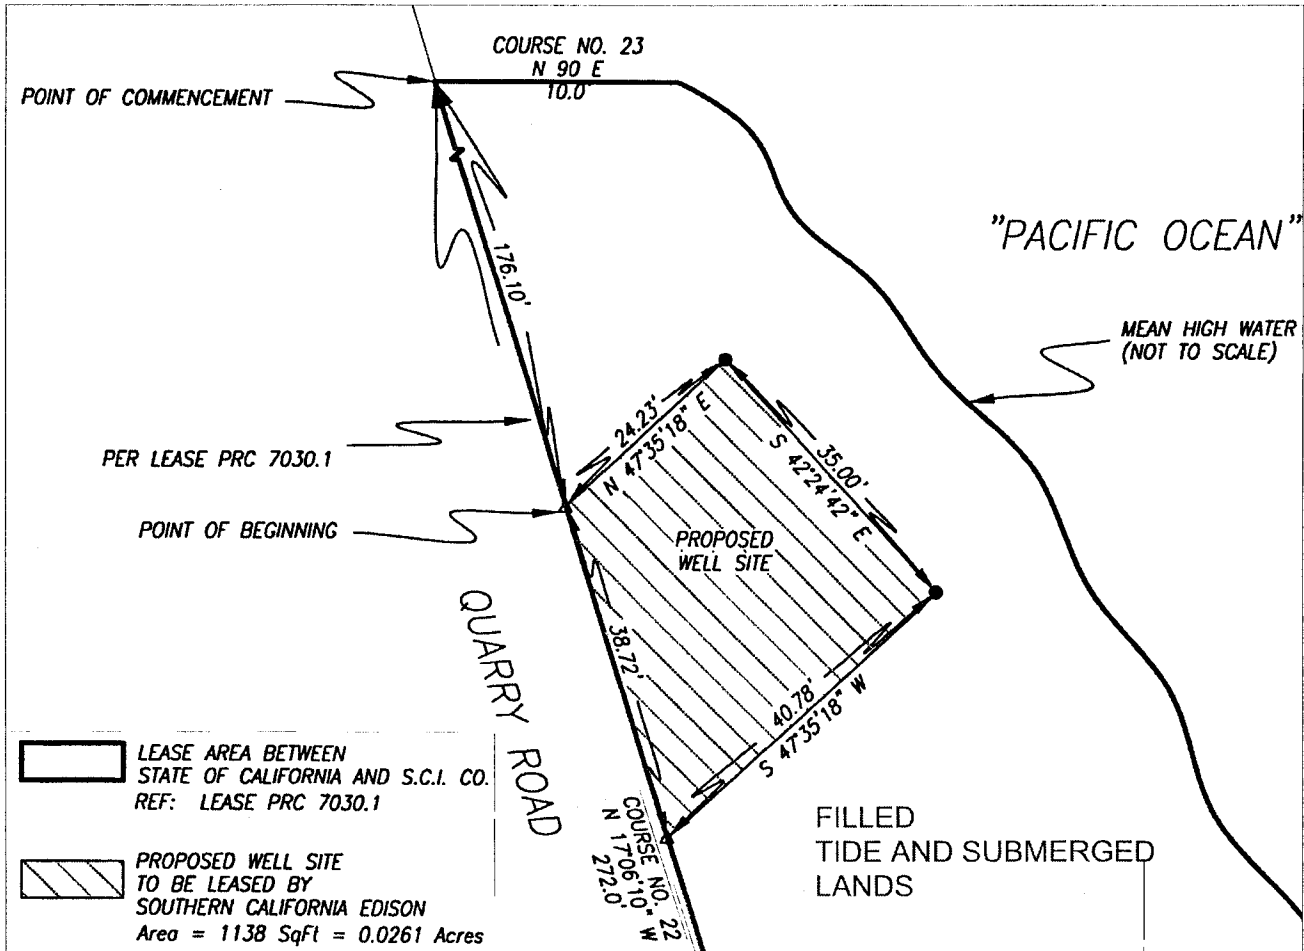 COURSE NO. 23
N 90 E
10.0'
POINT OF COMMENCEMENT
"PACIFIC OCEAN"
176.10'
MEAN HIGH WATER
(NOT TO SCALE)
24.23'
N 47°35'18" E
35.00'
S 42°24'42" E
PER LEASE PRC 7030.1
POINT OF BEGINNING
PROPOSED
WELL SITE
38.72'
QUARRY ROAD
40.78'
S 47°35'18" W
COURSE NO. 22
N 17°06'10" W
272.0'
LEASE AREA BETWEEN
STATE OF CALIFORNIA AND S.C.I. CO.
REF: LEASE PRC 7030.1
PROPOSED WELL SITE
TO BE LEASED BY
SOUTHERN CALIFORNIA EDISON
Area = 1138 SqFt = 0.0261 Acres
FILLED
TIDE AND SUBMERGED
LANDS